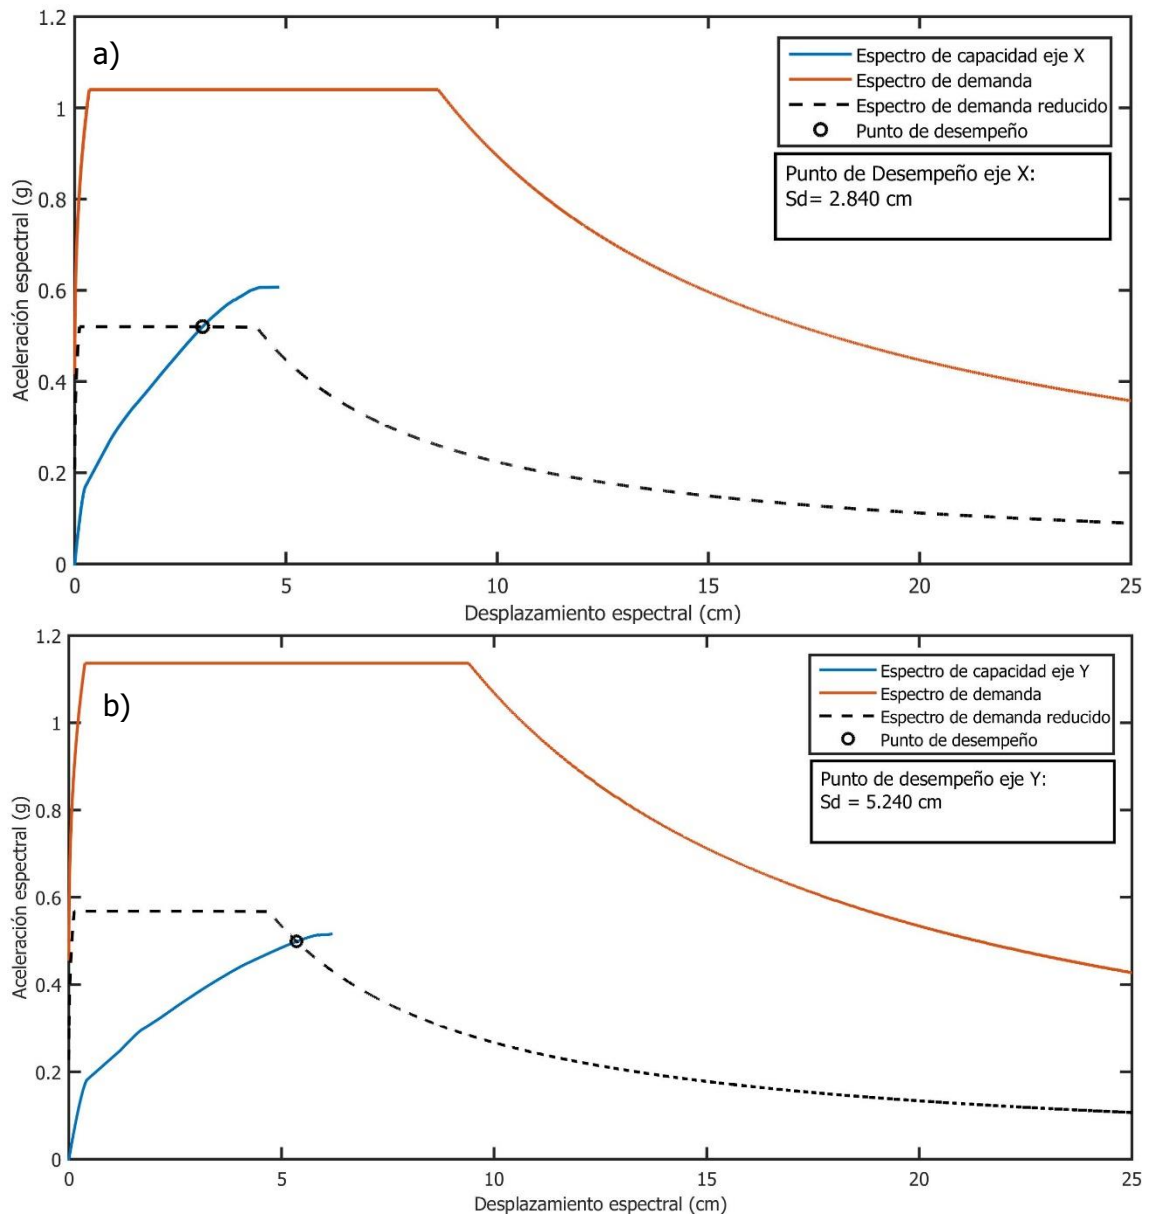 1.2
a)
Espectro de capacidad eje X
Espectro de demanda
Espectro de demanda reducido
Punto de desempeño
1
Punto de Desempeño eje X:
Sd= 2.840 cm
0.8
0.6
0.4
0.2
0
Aceleración espectral (g)
0 5 10 15 20 25
Desplazamiento espectral (cm)
1.2
b)
Espectro de capacidad eje Y
Espectro de demanda
Espectro de demanda reducido
Punto de desempeño
1
Punto de desempeño eje Y:
Sd = 5.240 cm
0.8
0.6
0.4
0.2
0
Aceleración espectral (g)
0 5 10 15 20 25
Desplazamiento espectral (cm)